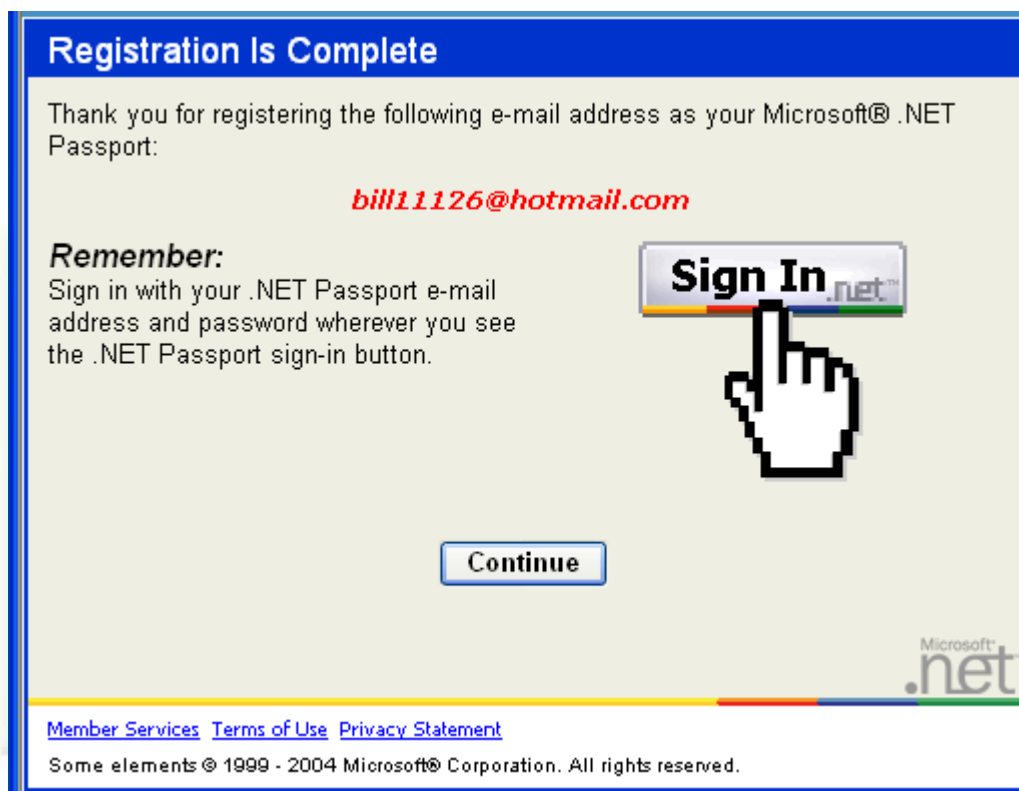 Registration Is Complete
Thank you for registering the following e-mail address as your Microsoft® .NET
Passport:
bill11126@hotmail.com
Remember:
Sign in with your .NET Passport e-mail
address and password wherever you see
the .NET Passport sign-in button.
Sign In .net™
Continue
Microsoft®
.net
Member Services Terms of Use Privacy Statement
Some elements © 1999 - 2004 Microsoft® Corporation. All rights reserved.